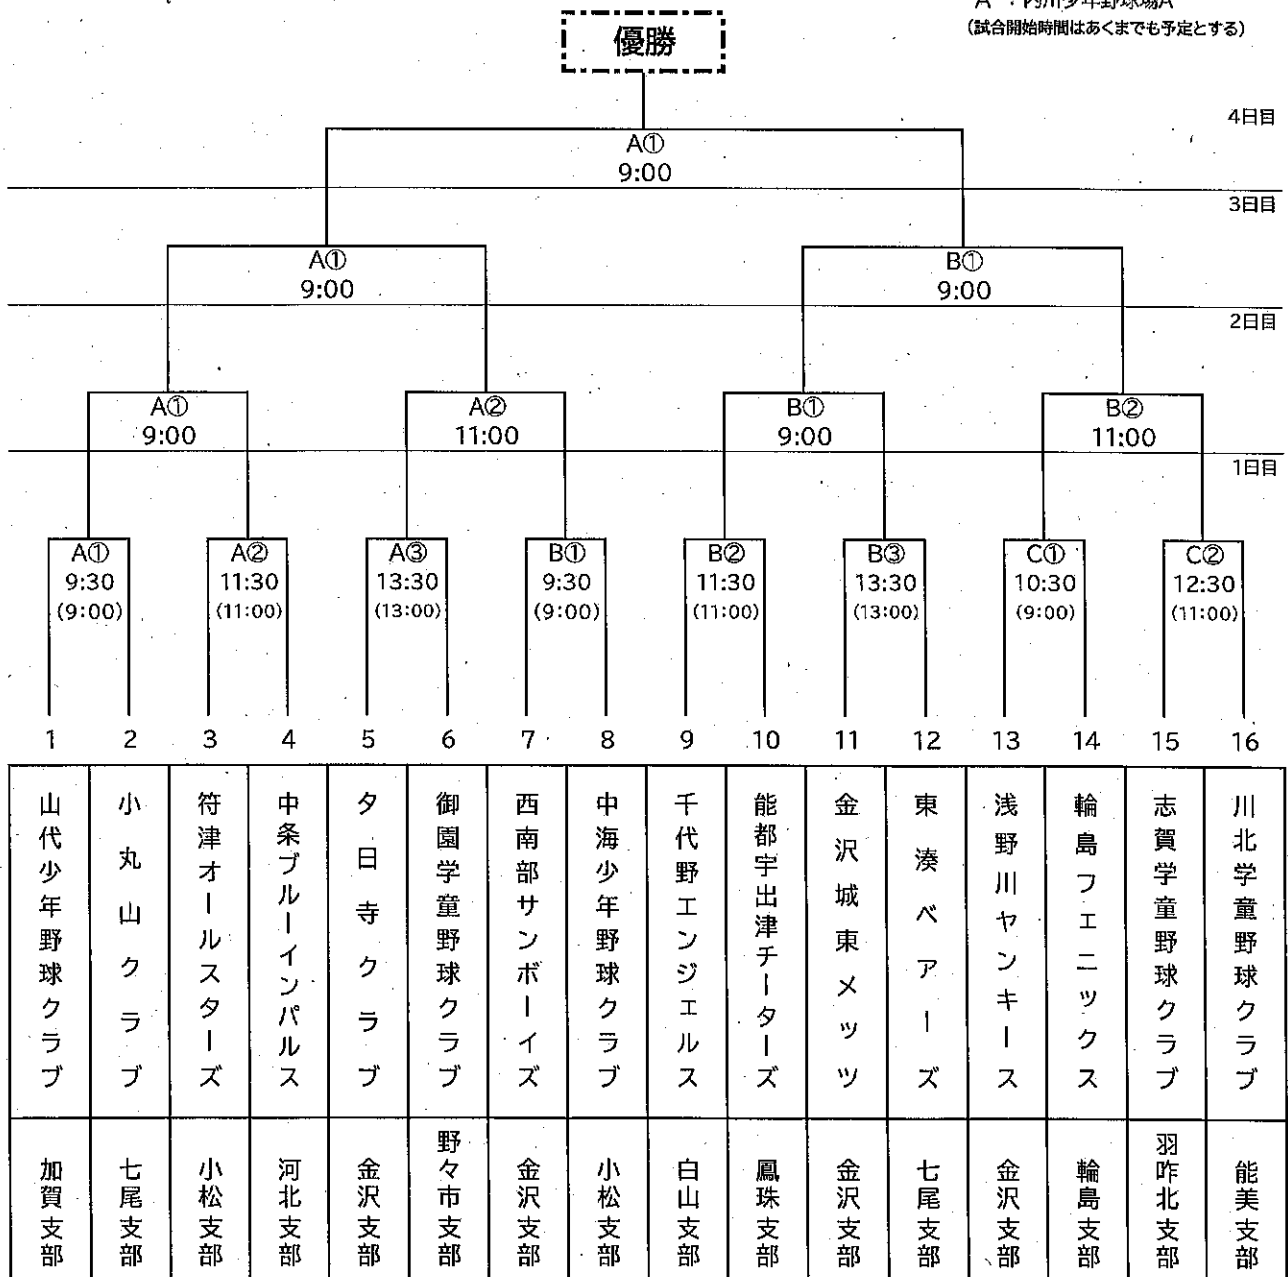 A : 内川少年野球場A
(試合開始時間はあくまでも予定とする)
優勝
4日目
A①
9:00
3日目
A①
9:00
B①
9:00
2日目
A①
9:00
A②
11:00
B①
9:00
B②
11:00
1日目
A①
9:30
(9:00)
A②
11:30
(11:00)
A③
13:30
(13:00)
B①
9:30
(9:00)
B②
11:30
(11:00)
B③
13:30
(13:00)
C①
10:30
(9:00)
C②
12:30
(11:00)
1 2 3 4 5 6 7 8 9 10 11 12 13 14 15 16
山代少年野球クラブ
小丸山クラブ
符津オールスターズ
中条ブルーインパルス
夕日寺クラブ
御園学童野球クラブ
西南部サンボーイズ
中海少年野球クラブ
千代野エンジェルス
能都宇出津チーターズ
金沢城東メッツ
東湊ベアーズ
浅野川ヤンキース
輪島フェニックス
志賀学童野球クラブ
川北学童野球クラブ
加賀支部
七尾支部
小松支部
河北支部
金沢支部
野々市支部
金沢支部
小松支部
白山支部
鳳珠支部
金沢支部
七尾支部
金沢支部
輪島支部
羽咋北支部
能美支部